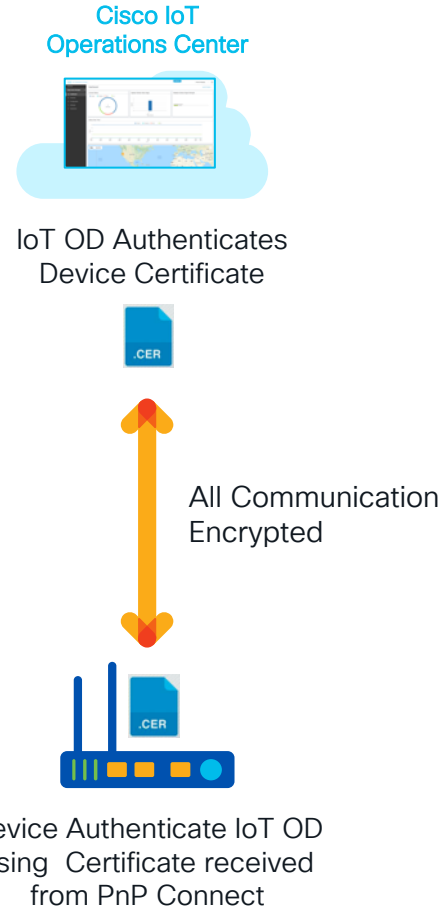 Cisco IoT
Operations Center
IoT OD Authenticates
Device Certificate
.CER
All Communication
Encrypted
.CER
evice Authenticate IoT OD
sing Certificate received
from PnP Connect